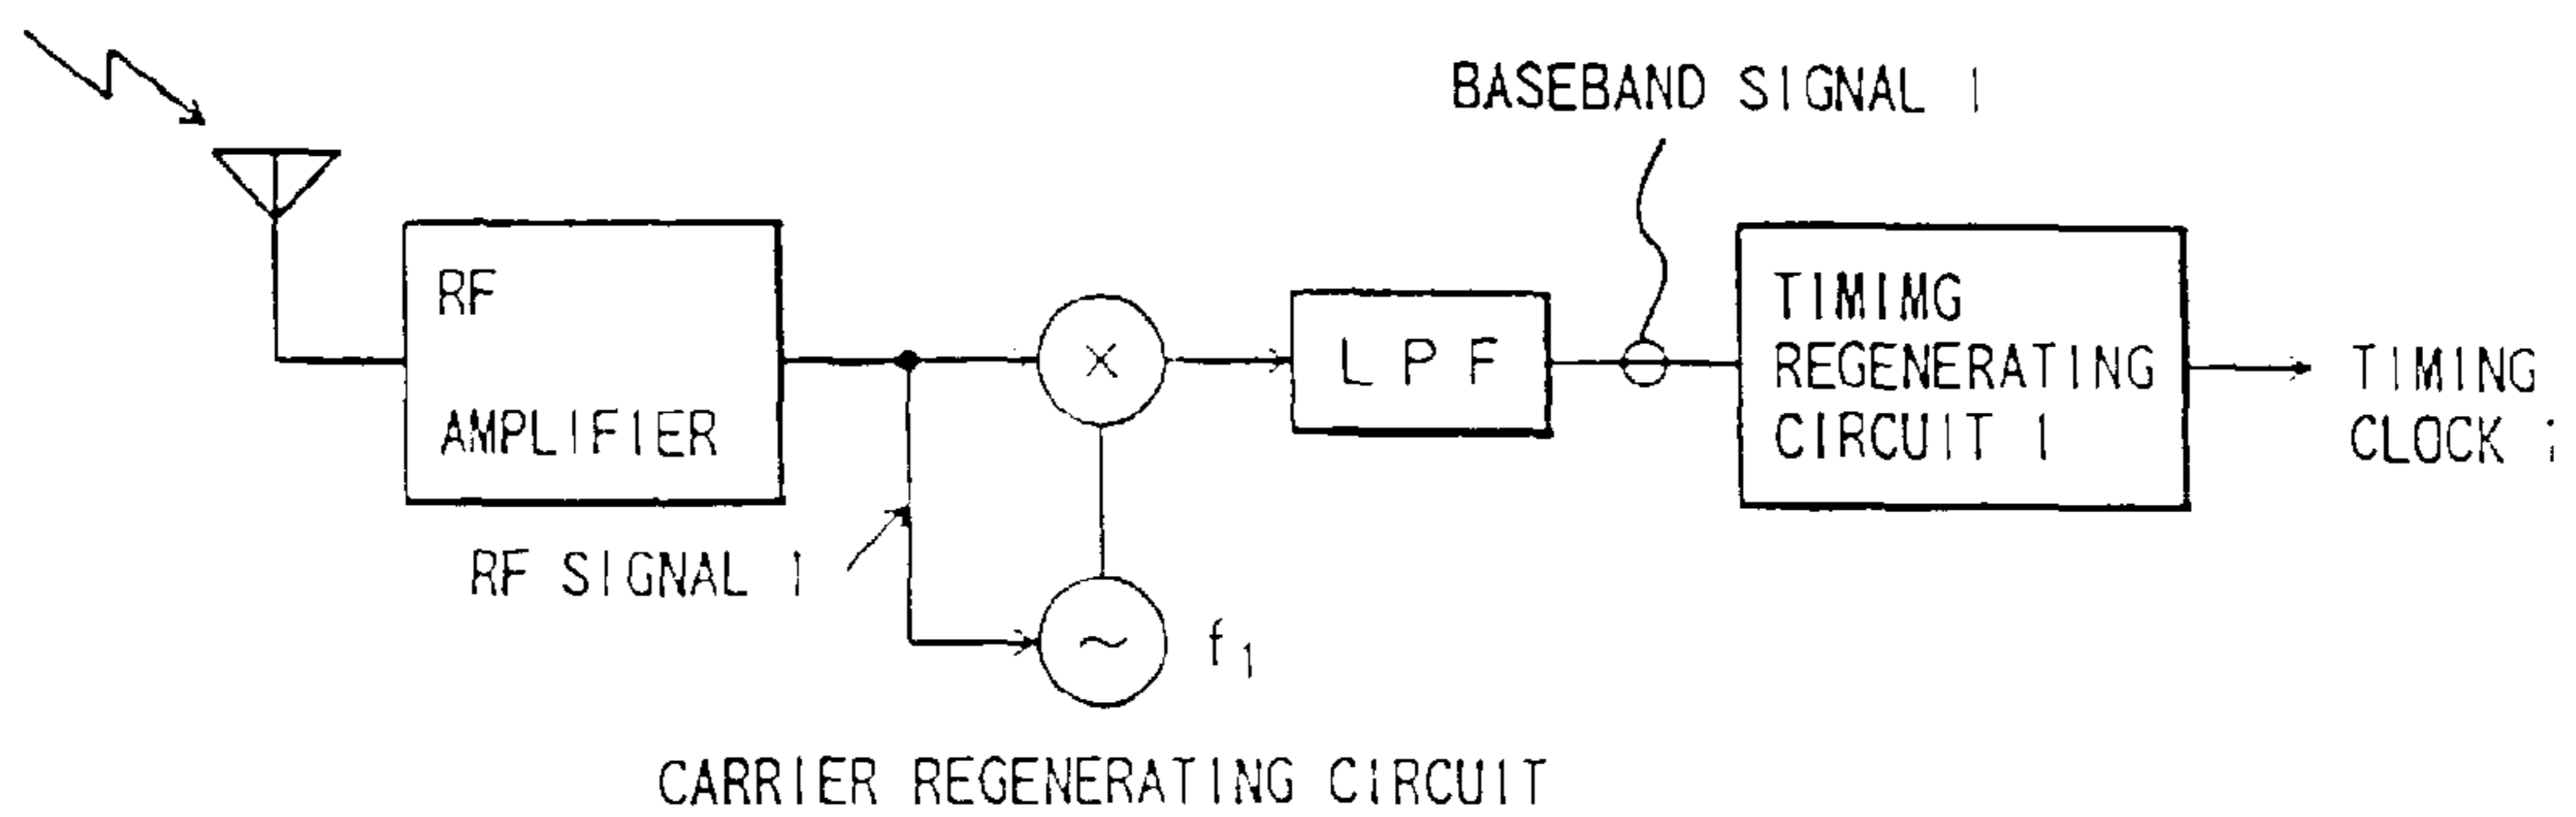 BASEBAND SIGNAL 1
RF
AMPLIFIER
×
L P F
TIMIMG
REGENERATING
CIRCUIT 1
TIMING
CLOCK 1
RF SIGNAL 1
~
f1
CARRIER REGENERATING CIRCUIT